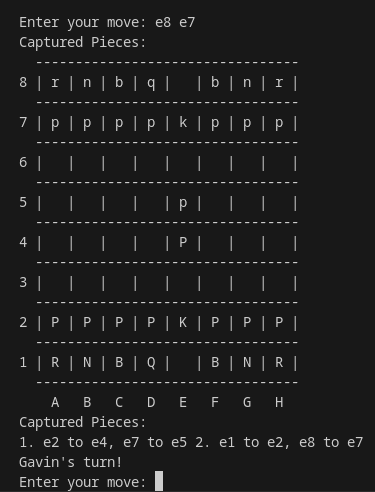 Enter your move: e8 e7
Captured Pieces:
---------------------------------
8 | r | n | b | q |   | b | n | r |
---------------------------------
7 | p | p | p | p | k | p | p | p |
---------------------------------
6 |   |   |   |   |   |   |   |   |
---------------------------------
5 |   |   |   |   | p |   |   |   |
---------------------------------
4 |   |   |   |   | P |   |   |   |
---------------------------------
3 |   |   |   |   |   |   |   |   |
---------------------------------
2 | P | P | P | P | K | P | P | P |
---------------------------------
1 | R | N | B | Q |   | B | N | R |
---------------------------------
A B C D E F G H
Captured Pieces:
1. e2 to e4, e7 to e5 2. e1 to e2, e8 to e7
Gavin's turn!
Enter your move: